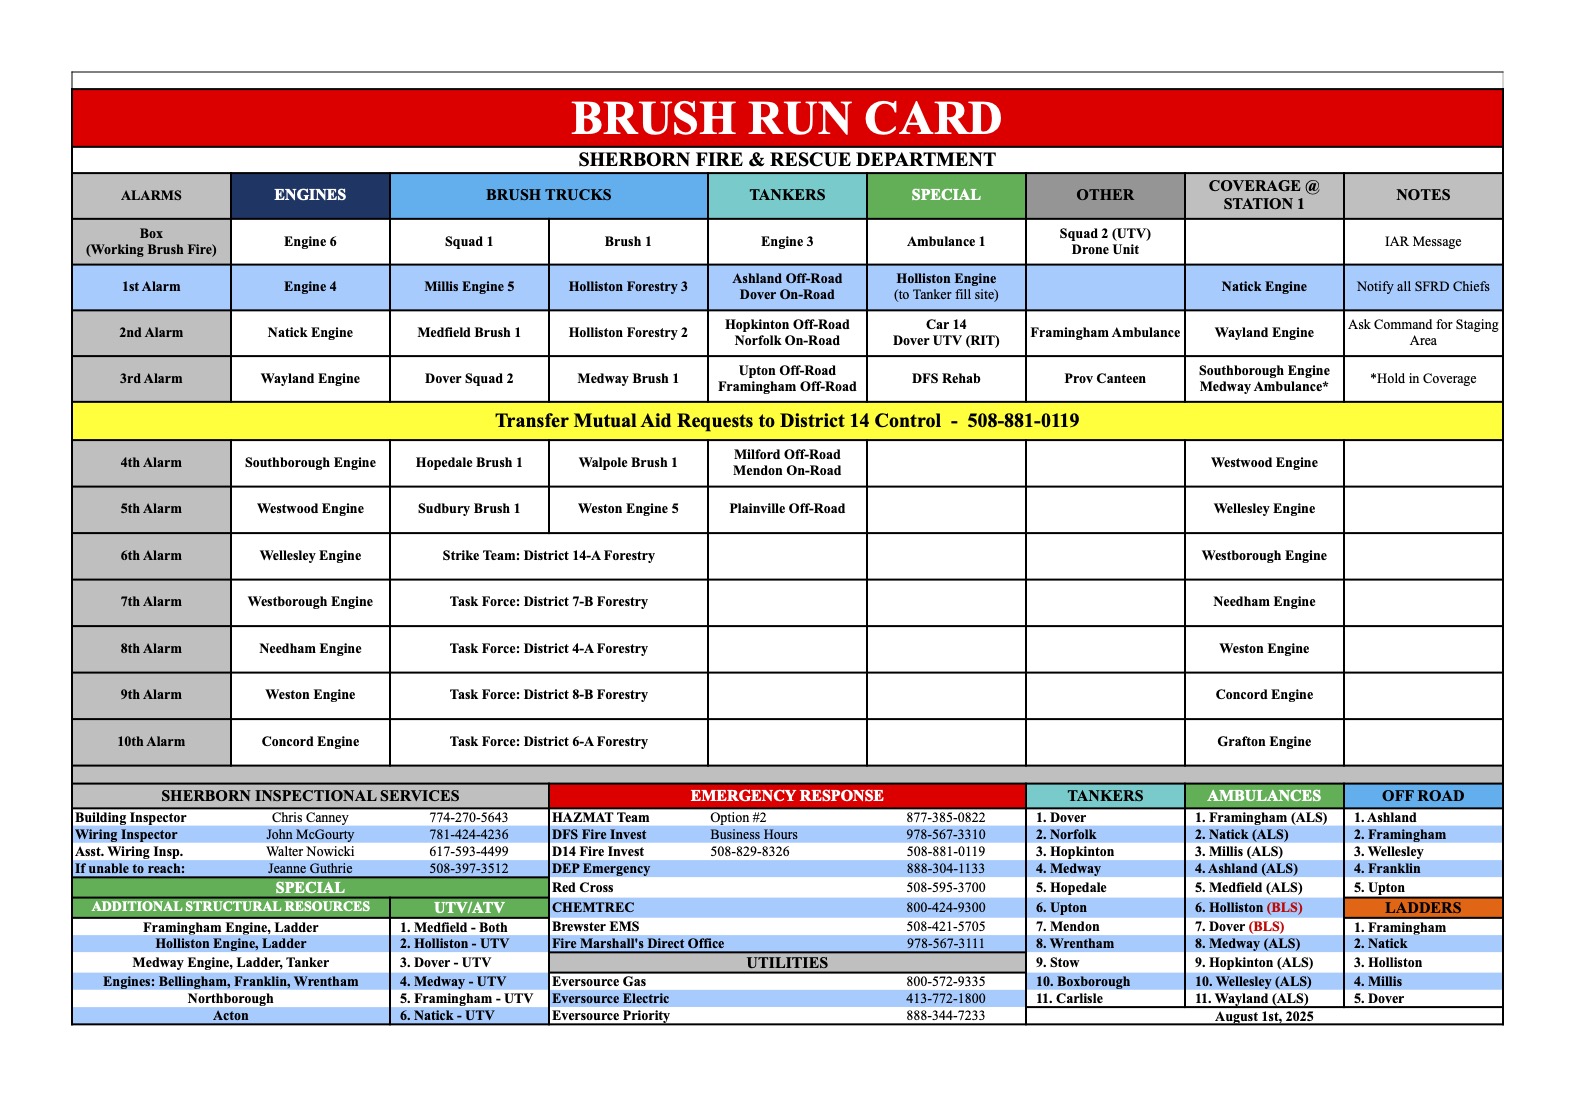 BRUSH RUN CARD
SHERBORN FIRE & RESCUE DEPARTMENT
ALARMS ENGINES BRUSH TRUCKS TANKERS SPECIAL OTHER COVERAGE @ STATION 1 NOTES
Box (Working Brush Fire) Engine 6 Squad 1 Brush 1 Engine 3 Ambulance 1 Squad 2 (UTV) Drone Unit IAR Message
1st Alarm Engine 4 Millis Engine 5 Holliston Forestry 3 Ashland Off-Road Dover On-Road Holliston Engine (to Tanker fill site) Natick Engine Notify all SFRD Chiefs
2nd Alarm Natick Engine Medfield Brush 1 Holliston Forestry 2 Hopkinton Off-Road Norfolk On-Road Car 14 Dover UTV (RIT) Framingham Ambulance Wayland Engine Ask Command for Staging Area
3rd Alarm Wayland Engine Dover Squad 2 Medway Brush 1 Upton Off-Road Framingham Off-Road DFS Rehab Prov Canteen Southborough Engine Medway Ambulance* *Hold in Coverage
Transfer Mutual Aid Requests to District 14 Control - 508-881-0119
4th Alarm Southborough Engine Hopedale Brush 1 Walpole Brush 1 Milford Off-Road Mendon On-Road Westwood Engine
5th Alarm Westwood Engine Sudbury Brush 1 Weston Engine 5 Plainville Off-Road Wellesley Engine
6th Alarm Wellesley Engine Strike Team: District 14-A Forestry Westborough Engine
7th Alarm Westborough Engine Task Force: District 7-B Forestry Needham Engine
8th Alarm Needham Engine Task Force: District 4-A Forestry Weston Engine
9th Alarm Weston Engine Task Force: District 8-B Forestry Concord Engine
10th Alarm Concord Engine Task Force: District 6-A Forestry Grafton Engine
SHERBORN INSPECTIONAL SERVICES
Building Inspector Chris Canney 774-270-5643
Wiring Inspector John McGourty 781-424-4236
Asst. Wiring Insp. Walter Nowicki 617-593-4499
If unable to reach: Jeanne Guthrie 508-397-3512
SPECIAL
ADDITIONAL STRUCTURAL RESOURCES UTV/ATV
Framingham Engine, Ladder 1. Medfield - Both
Holliston Engine, Ladder 2. Holliston - UTV
Medway Engine, Ladder, Tanker 3. Dover - UTV
Engines: Bellingham, Franklin, Wrentham 4. Medway - UTV
Northborough 5. Framingham - UTV
Acton 6. Natick - UTV
EMERGENCY RESPONSE
HAZMAT Team Option #2 877-385-0822
DFS Fire Invest Business Hours 978-567-3310
D14 Fire Invest 508-829-8326 508-881-0119
DEP Emergency 888-304-1133
Red Cross 508-595-3700
CHEMTREC 800-424-9300
Brewster EMS 508-421-5705
Fire Marshall's Direct Office 978-567-3111
UTILITIES
Eversource Gas 800-572-9335
Eversource Electric 413-772-1800
Eversource Priority 888-344-7233
TANKERS
1. Dover
2. Norfolk
3. Hopkinton
4. Medway
5. Hopedale
6. Upton
7. Mendon
8. Wrentham
9. Stow
10. Boxborough
11. Carlisle
AMBULANCES
1. Framingham (ALS)
2. Natick (ALS)
3. Millis (ALS)
4. Ashland (ALS)
5. Medfield (ALS)
6. Holliston (BLS)
7. Dover (BLS)
8. Medway (ALS)
9. Hopkinton (ALS)
10. Wellesley (ALS)
11. Wayland (ALS)
OFF ROAD
1. Ashland
2. Framingham
3. Wellesley
4. Franklin
5. Upton
LADDERS
1. Framingham
2. Natick
3. Holliston
4. Millis
5. Dover
August 1st, 2025